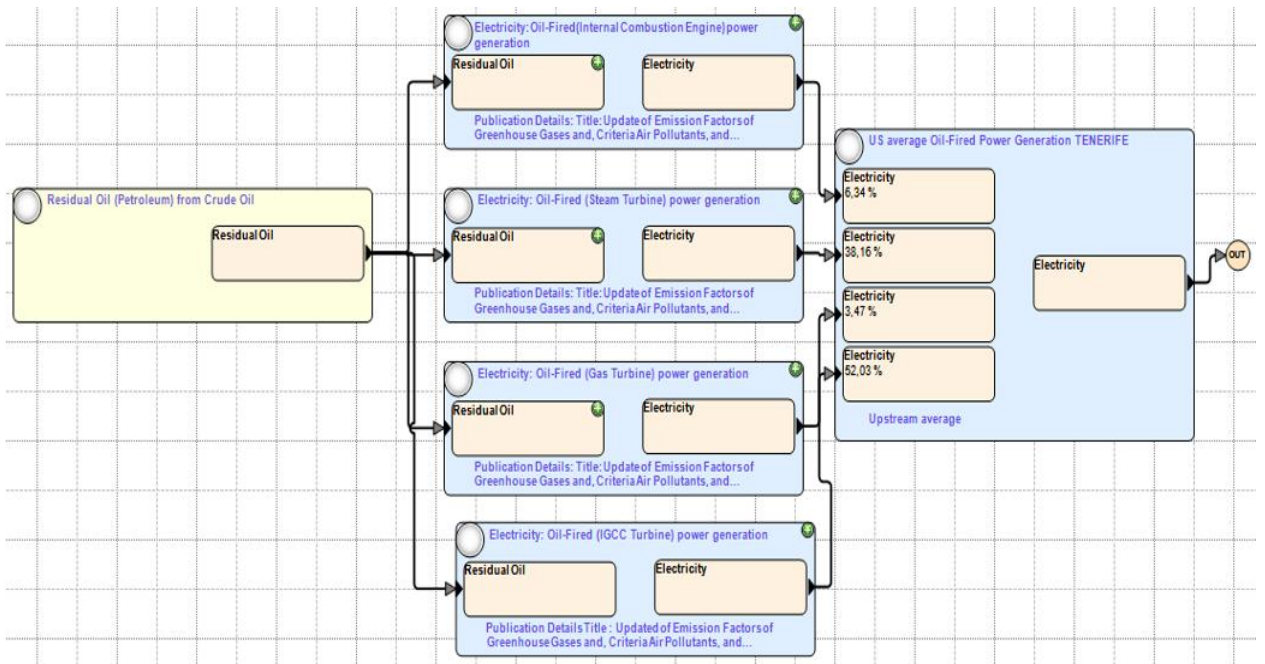 Electricity: Oil-Fired(Internal Combustion Engine)power
generation
Residual Oil
Electricity
Publication Details: Title: Update of Emission Factors of
Greenhouse Gases and, Criteria Air Pollutants, and...
Residual Oil (Petroleum) from Crude Oil
Residual Oil
Electricity: Oil-Fired (Steam Turbine) power generation
Residual Oil
Electricity
Publication Details: Title: Update of Emission Factors of
Greenhouse Gases and, Criteria Air Pollutants, and...
Electricity: Oil-Fired (Gas Turbine) power generation
Residual Oil
Electricity
Publication Details: Title: Update of Emission Factors of
Greenhouse Gases and, Criteria Air Pollutants, and...
Electricity: Oil-Fired (IGCC Turbine) power generation
Residual Oil
Electricity
Publication Details Title : Updated of Emission Factors of
Greenhouse Gases and, Criteria Air Pollutants, and...
US average Oil-Fired Power Generation TENERIFE
Electricity
6,34 %
Electricity
38,16 %
Electricity
3,47 %
Electricity
52,03 %
Electricity
Upstream average
OUT